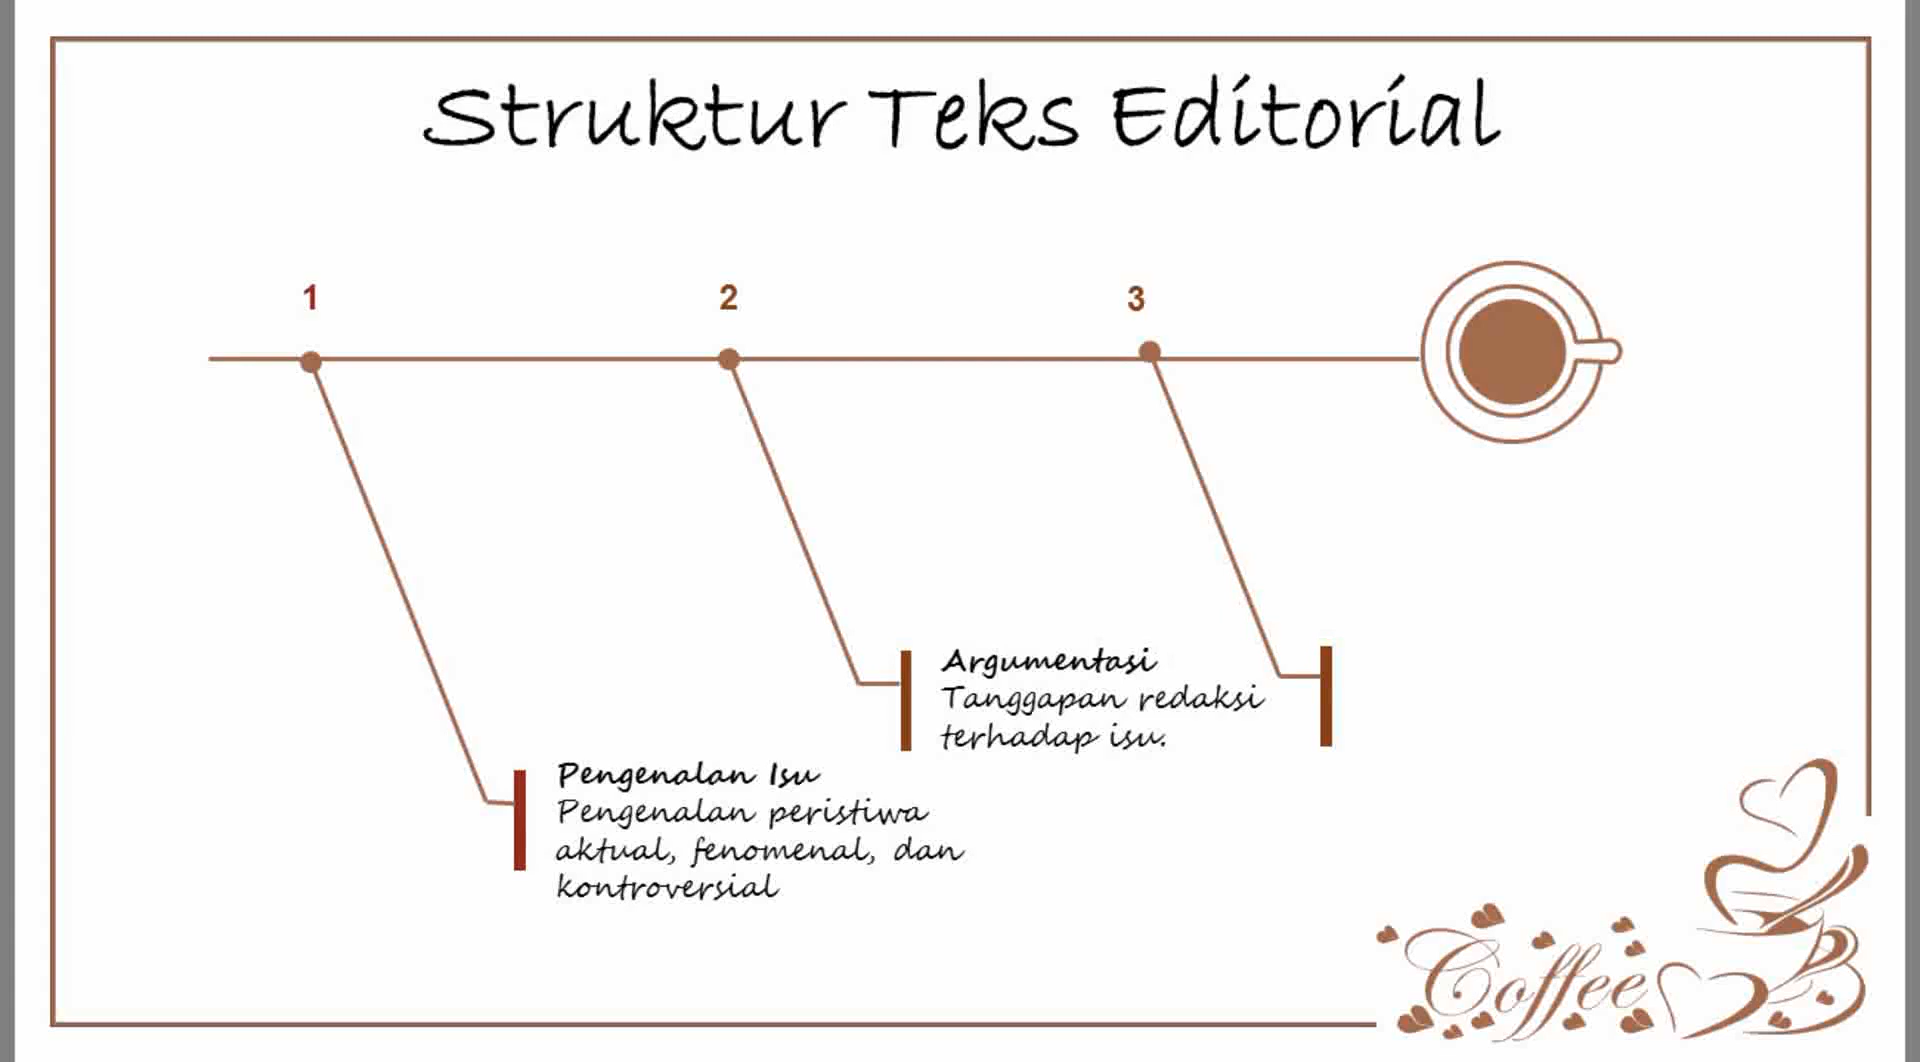 Struktur Teks Editorial
1
2
3
Argumentasi
Tanggapan redaksi
terhadap isu.
Pengenalan Isu
Pengenalan peristiwa
aktual, fenomenal, dan
kontroversial
Coffee